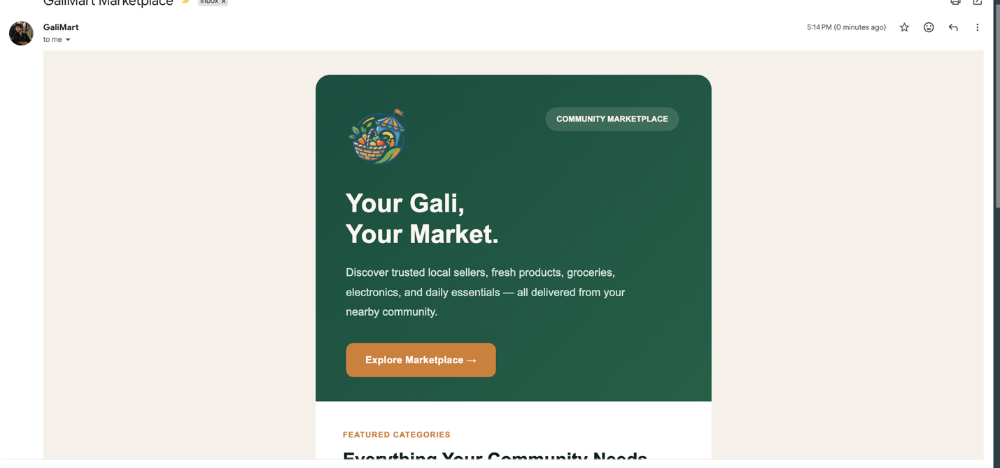 GaliMart Marketplace
Inbox x
GaliMart
5:14 PM (0 minutes ago)
to me
COMMUNITY MARKETPLACE
Your Gali,
Your Market.
Discover trusted local sellers, fresh products, groceries,
electronics, and daily essentials — all delivered from your
nearby community.
Explore Marketplace →
FEATURED CATEGORIES
Everything Your Community Needs